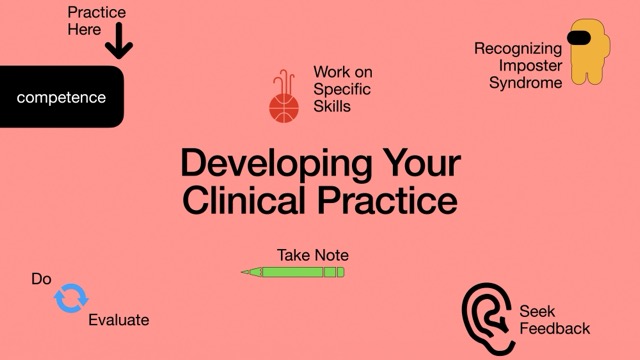 Practice
Here
competence
Work on
Specific
Skills
Recognizing
Imposter
Syndrome
Developing Your
Clinical Practice
Take Note
Do
Evaluate
Seek
Feedback